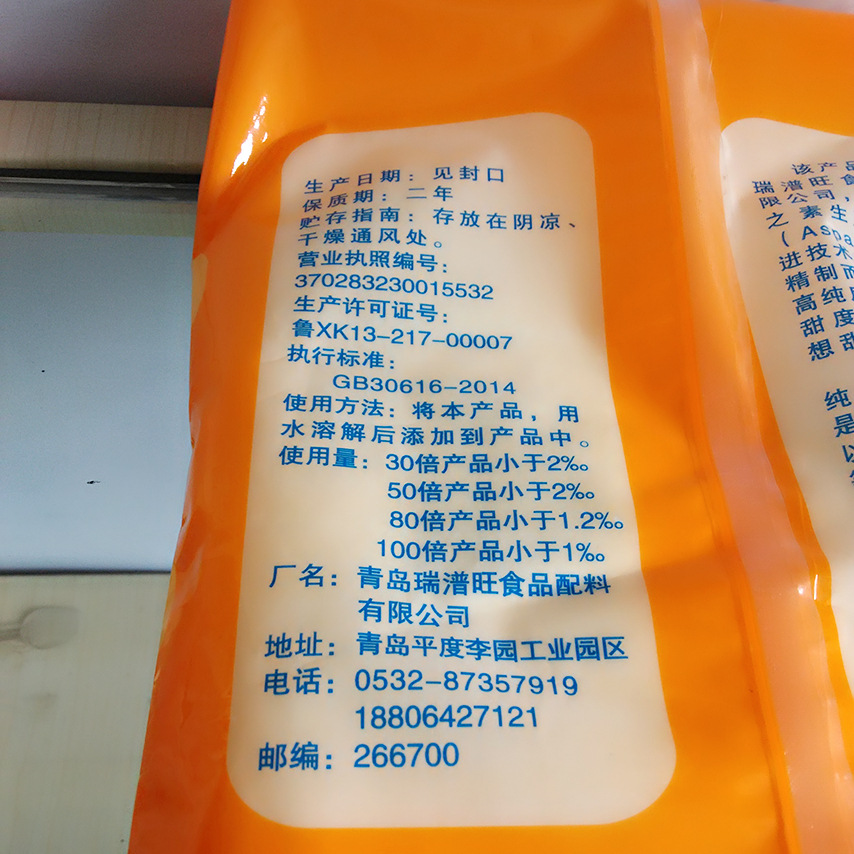 生产日期：见封口
保质期：二年
贮存指南：存放在阴凉、
干燥通风处。
营业执照编号：
370283230015532
生产许可证号：
鲁XK13-217-00007
执行标准：
GB30616-2014
使用方法：将本产品，用
水溶解后添加到产品中。
使用量：30倍产品小于2‰
50倍产品小于2‰
80倍产品小于1.2‰
100倍产品小于1‰
厂名：青岛瑞潽旺食品配料
有限公司
地址：青岛平度李园工业园区
电话：0532-87357919
18806427121
邮编：266700
该产品
瑞潽旺食
限公司，
之素生
（Aspa
进技术
精制而
高纯
甜度
想甜
纯
是
以